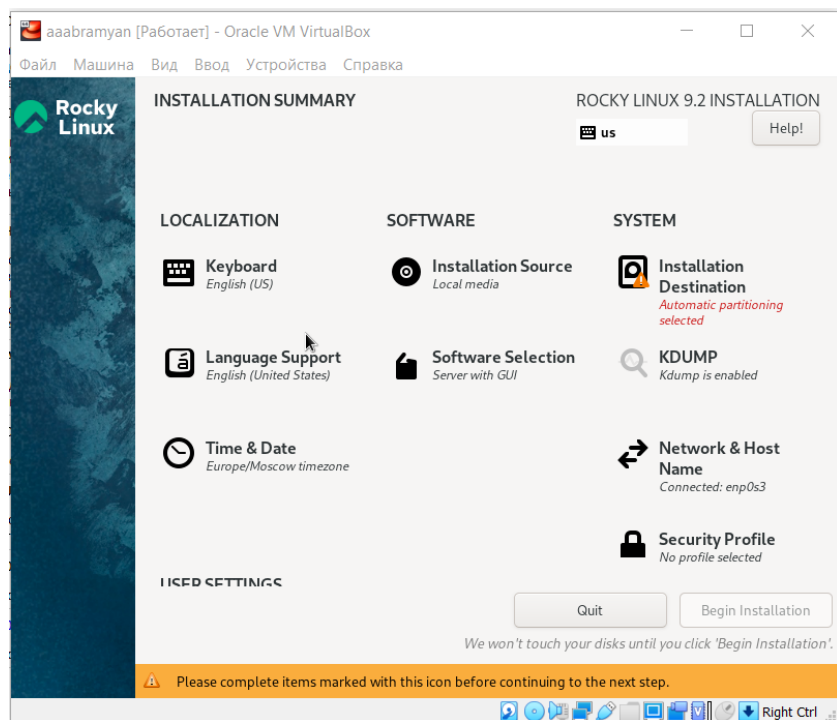 aaabramyan [Работает] - Oracle VM VirtualBox
Файл Машина Вид Ввод Устройства Справка
Rocky
Linux
INSTALLATION SUMMARY
ROCKY LINUX 9.2 INSTALLATION
us
Help!
LOCALIZATION
Keyboard
English (US)
Language Support
English (United States)
Time & Date
Europe/Moscow timezone
SOFTWARE
Installation Source
Local media
Software Selection
Server with GUI
SYSTEM
Installation
Destination
Automatic partitioning
selected
KDUMP
Kdump is enabled
Network & Host
Name
Connected: enp0s3
Security Profile
No profile selected
USER SETTINGS
Quit
Begin Installation
We won't touch your disks until you click 'Begin Installation'.
Please complete items marked with this icon before continuing to the next step.
Right Ctrl